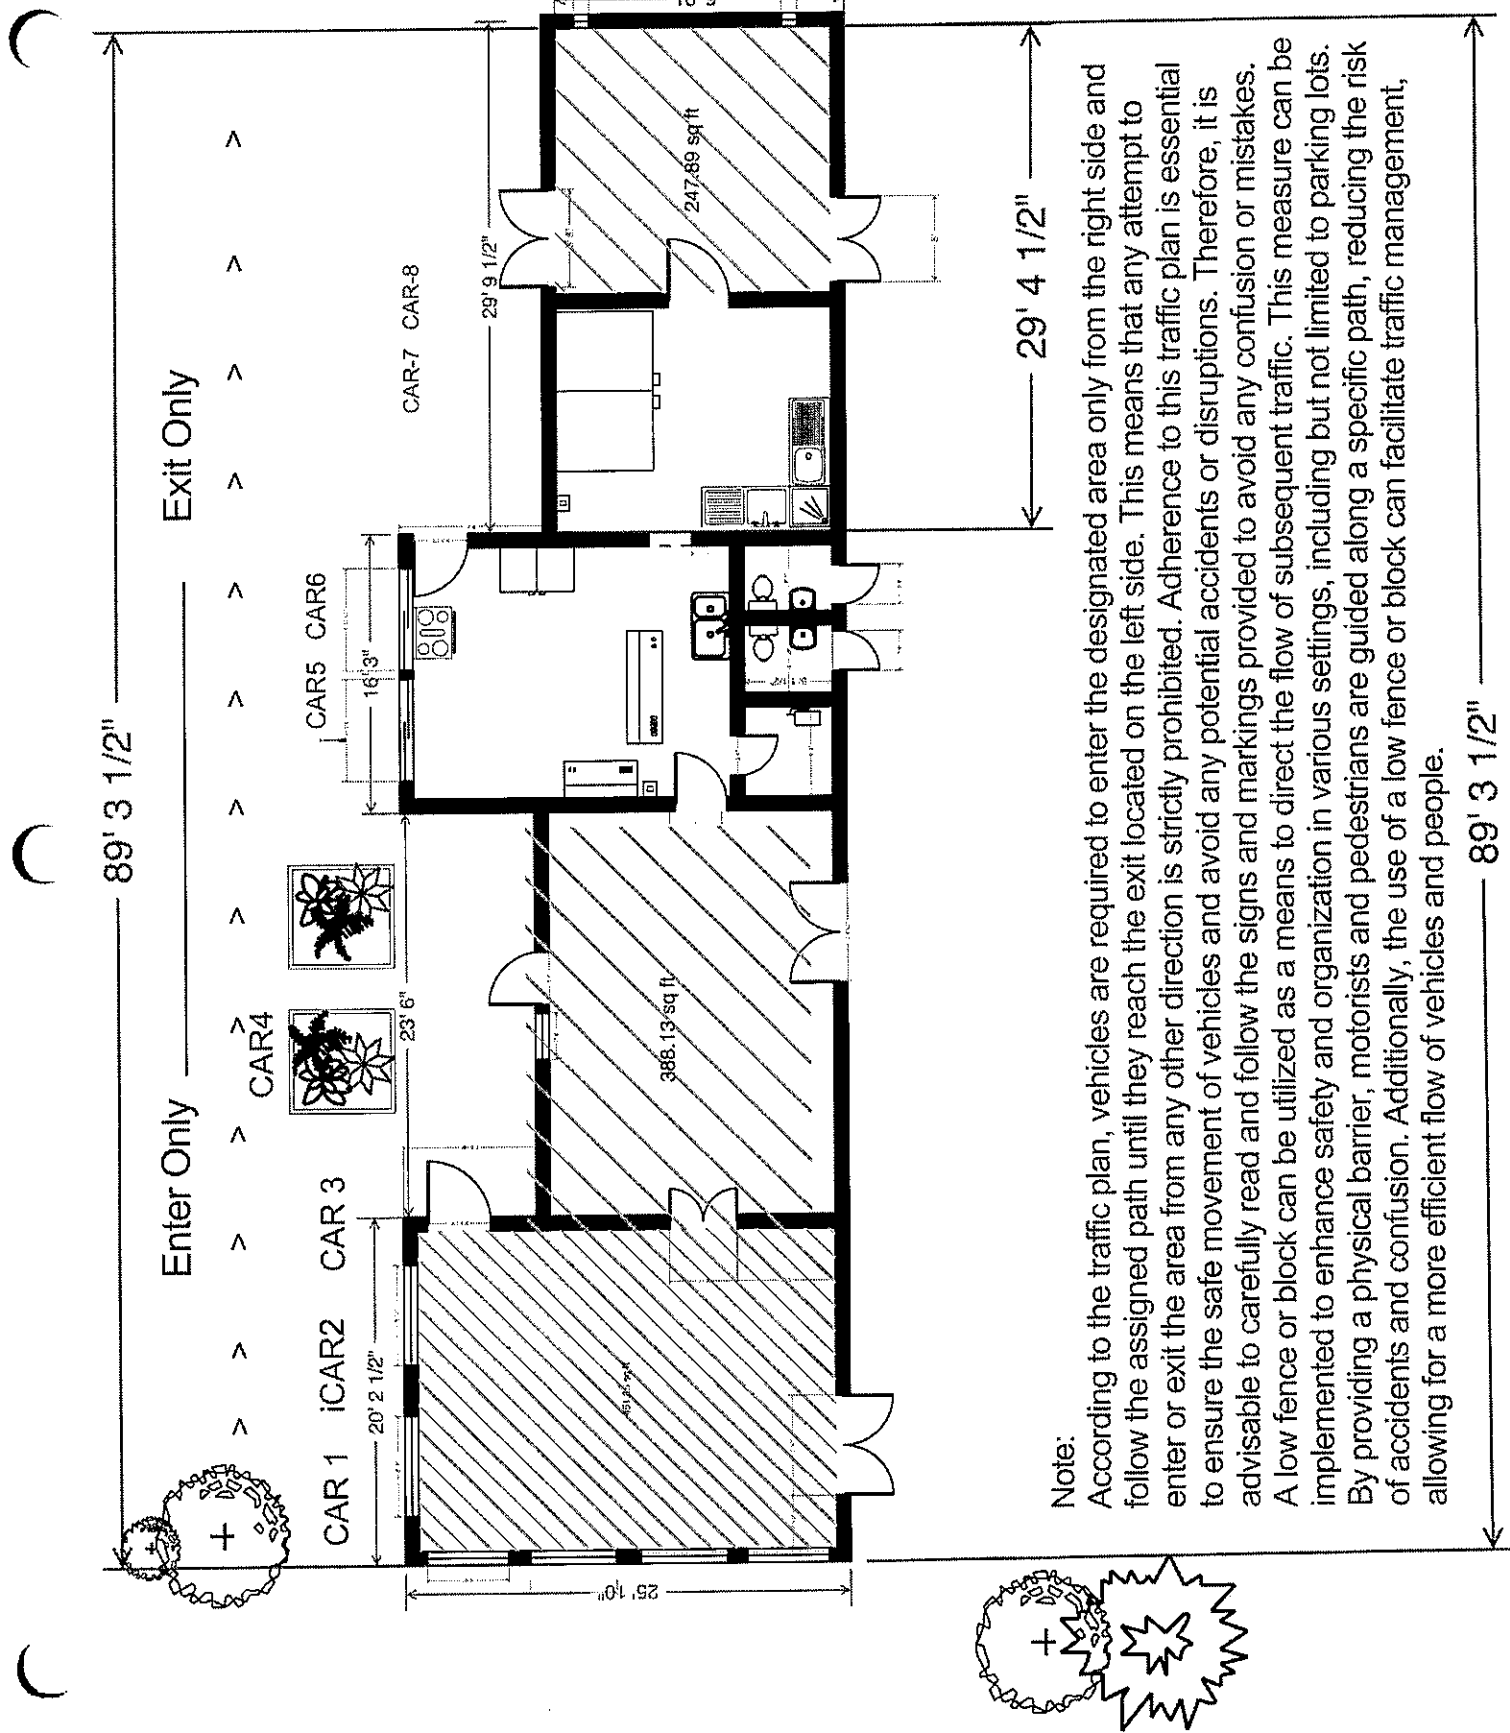 89' 3 1/2"
Enter Only
Exit Only
> > > > > > > > > > > > >
CAR4
CAR 1 iCAR2 CAR 3
CAR5 CAR6
CAR-7 CAR-8
20' 2 1/2"
23' 6"
16' 3"
29' 9 1/2"
25' 10"
388.13 sq ft
247.89 sq ft
29' 4 1/2"
Note:
According to the traffic plan, vehicles are required to enter the designated area only from the right side and
follow the assigned path until they reach the exit located on the left side. This means that any attempt to
enter or exit the area from any other direction is strictly prohibited. Adherence to this traffic plan is essential
to ensure the safe movement of vehicles and avoid any potential accidents or disruptions. Therefore, it is
advisable to carefully read and follow the signs and markings provided to avoid any confusion or mistakes.
A low fence or block can be utilized as a means to direct the flow of subsequent traffic. This measure can be
implemented to enhance safety and organization in various settings, including but not limited to parking lots.
By providing a physical barrier, motorists and pedestrians are guided along a specific path, reducing the risk
of accidents and confusion. Additionally, the use of a low fence or block can facilitate traffic management,
allowing for a more efficient flow of vehicles and people.
89' 3 1/2"